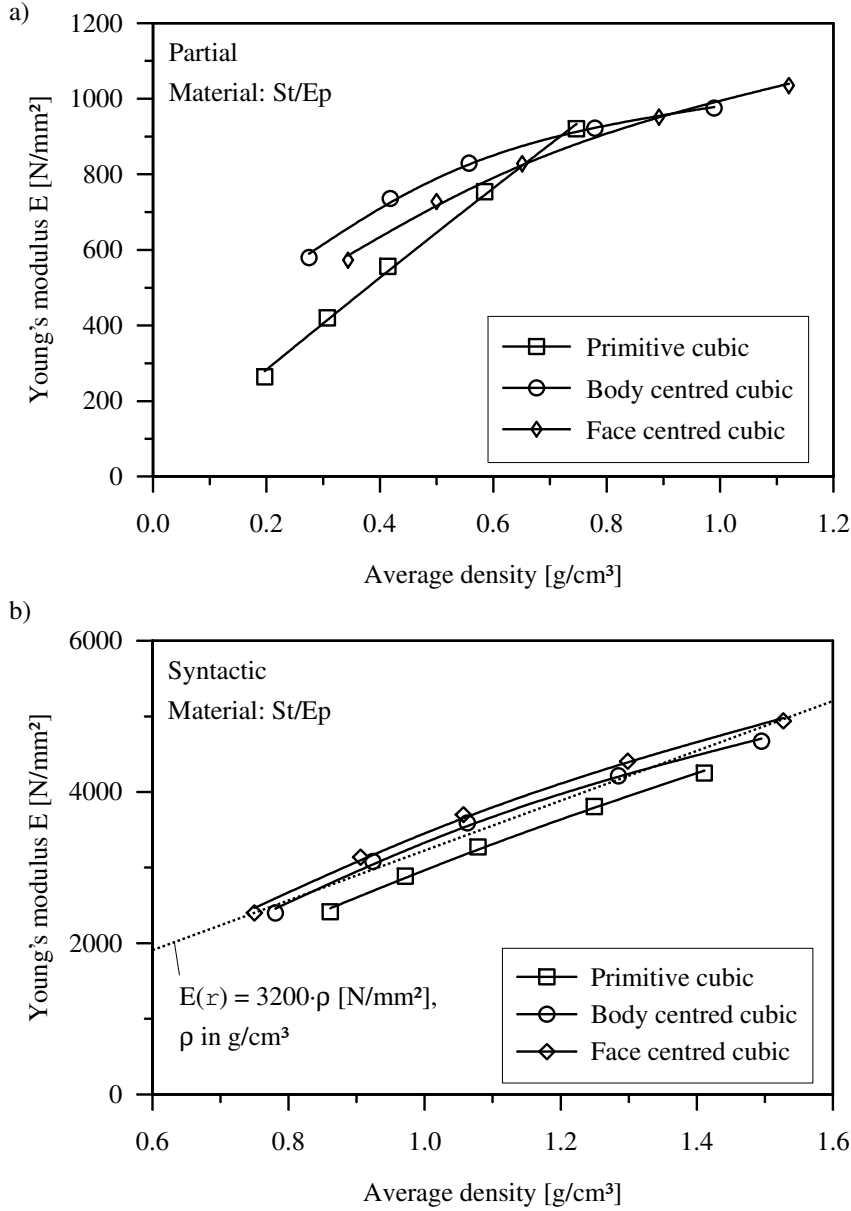 a)
1200
1000
800
600
400
200
0
Young's modulus E [N/mm²]
Partial
Material: St/Ep
Primitive cubic
Body centred cubic
Face centred cubic
0.0 0.2 0.4 0.6 0.8 1.0 1.2
Average density [g/cm³]
b)
6000
4000
2000
0
Young's modulus E [N/mm²]
Syntactic
Material: St/Ep
E(r) = 3200·ρ [N/mm²],
ρ in g/cm³
Primitive cubic
Body centred cubic
Face centred cubic
0.6 0.8 1.0 1.2 1.4 1.6
Average density [g/cm³]